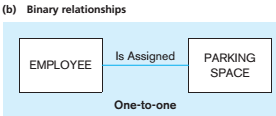 (b) Binary relationships
Is Assigned
EMPLOYEE
PARKING
SPACE
One-to-one